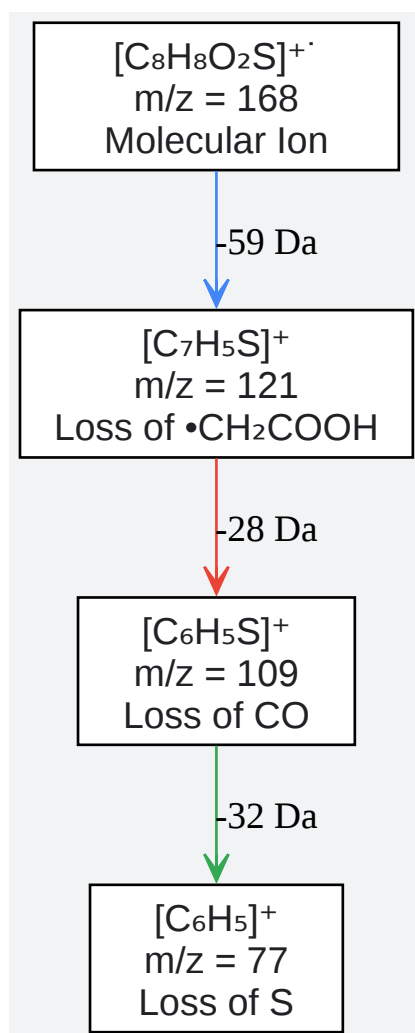 [C₈H₈O₂S]⁺˙
m/z = 168
Molecular Ion
-59 Da
[C₇H₅S]⁺
m/z = 121
Loss of •CH₂COOH
-28 Da
[C₆H₅S]⁺
m/z = 109
Loss of CO
-32 Da
[C₆H₅]⁺
m/z = 77
Loss of S